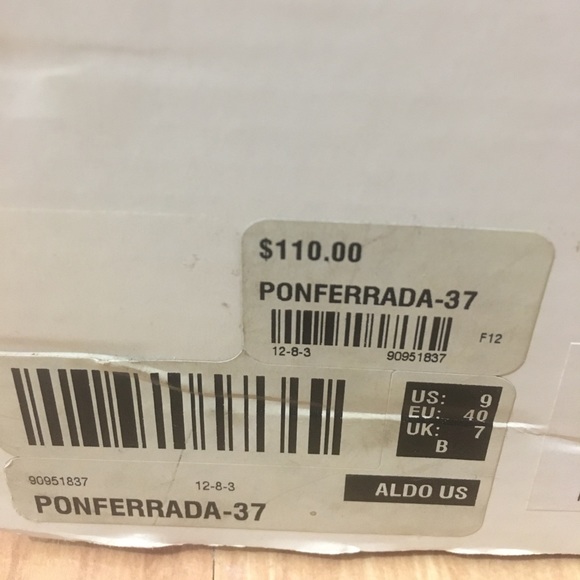 $110.00
PONFERRADA-37
F12
12-8-3 90951837
US: 9
EU: 40
UK: 7
B
90951837 12-8-3
ALDO US
PONFERRADA-37